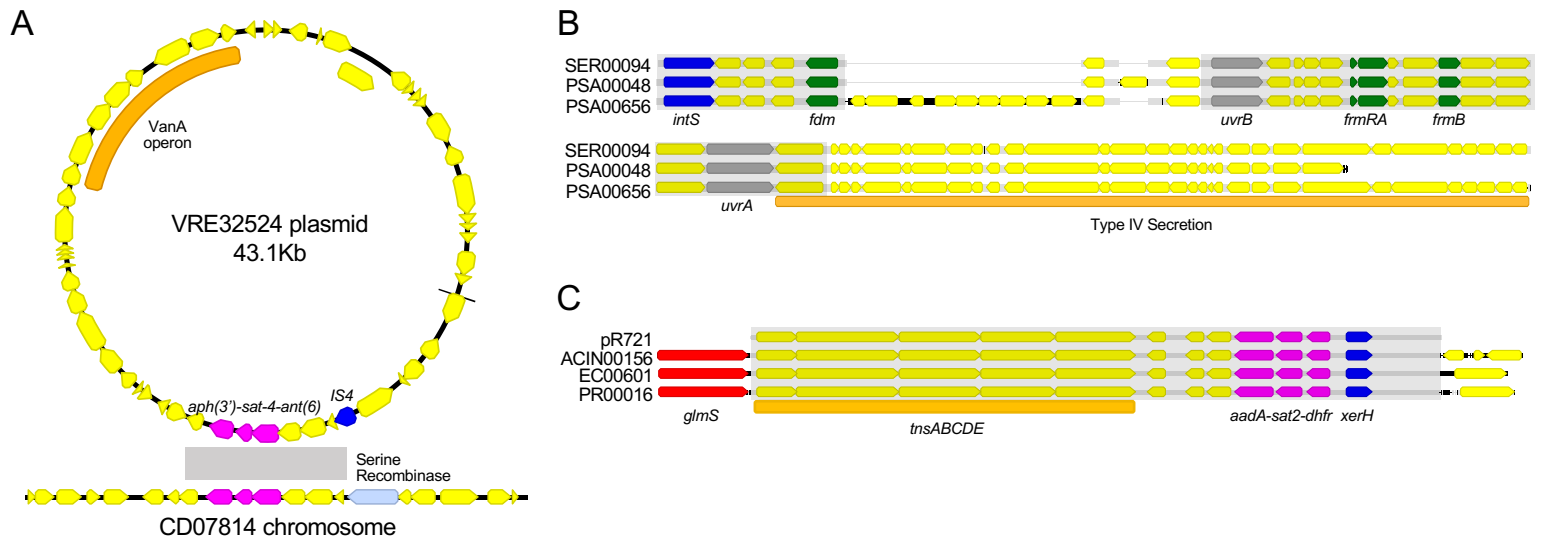 A
VanA
operon
VRE32524 plasmid
43.1Kb
aph(3')-sat-4-ant(6)
IS4
Serine
Recombinase
CD07814 chromosome
B
SER00094
PSA00048
PSA00656
intS fdm uvrB frmRA frmB
SER00094
PSA00048
PSA00656
uvrA
Type IV Secretion
C
pR721
ACIN00156
EC00601
PR00016
glmS tnsABCDE aadA-sat2-dhfr xerH